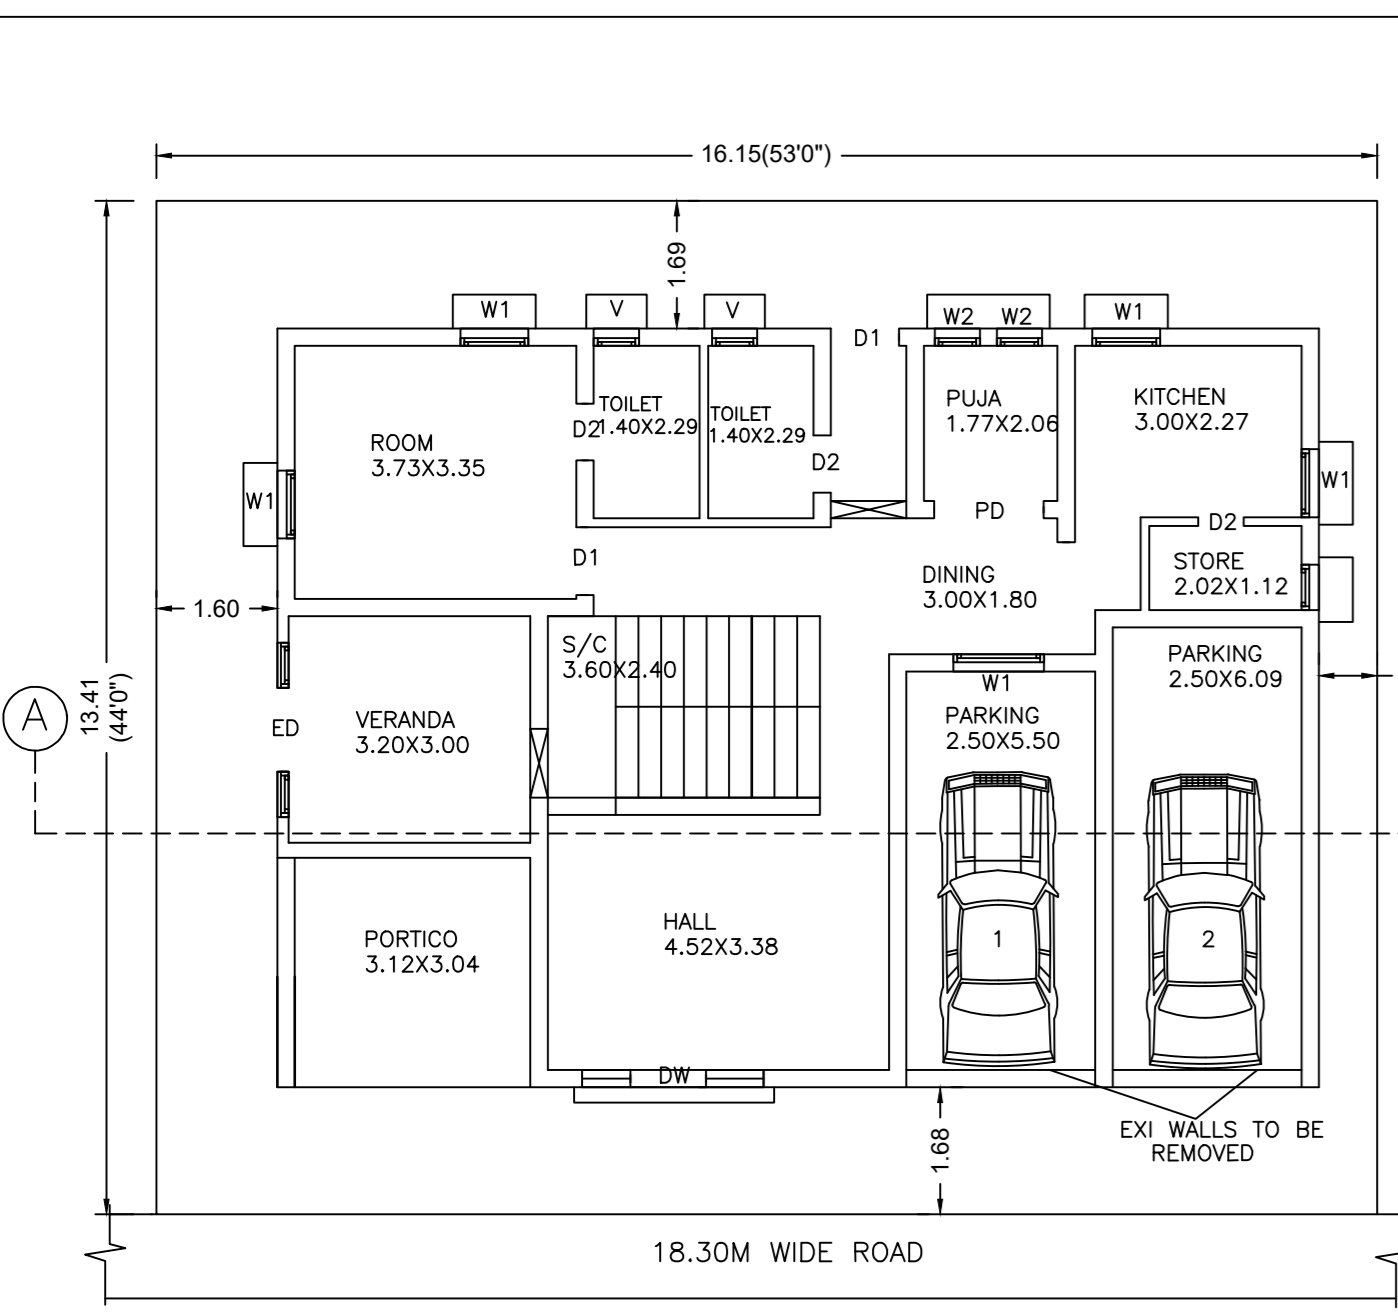 16.15(53'0")
1.69
W1
V
V
W2
W2
W1
D1
TOILET
1.40X2.29
TOILET
1.40X2.29
PUJA
1.77X2.06
KITCHEN
3.00X2.27
ROOM
3.73X3.35
D2
D2
W1
W1
PD
D2
D1
STORE
2.02X1.12
DINING
3.00X1.80
1.60
S/C
3.60X2.40
PARKING
2.50X6.09
W1
PARKING
2.50X5.50
13.41
(44'0")
A
ED
VERANDA
3.20X3.00
PORTICO
3.12X3.04
HALL
4.52X3.38
1
2
DW
EXI WALLS TO BE
REMOVED
1.68
18.30M WIDE ROAD